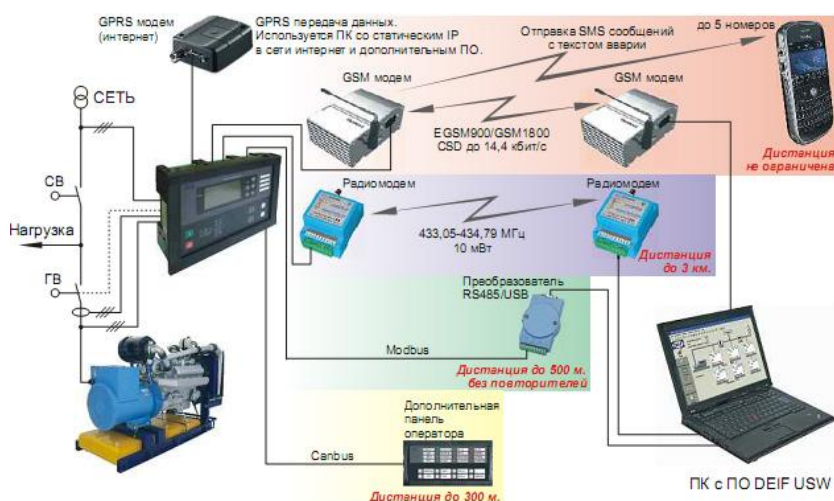 GPRS модем
(интернет)
GPRS передача данных.
Используется ПК со статическим IP
в сети интернет и дополнительным ПО.
Отправка SMS сообщений
с текстом аварии
до 5 номеров
GSM модем
GSM модем
СЕТЬ
EGSM900/GSM1800
CSD до 14,4 кбит/с
Дистанция
не ограничена
СВ
Радиомодем
Радиомодем
Нагрузка
433,05-434,79 МГц
10 мВт
Дистанция
до 3 км.
ГВ
Преобразователь
RS485/USB
Modbus
Дистанция до 500 м.
без повторителей
Дополнительная
панель
оператора
Canbus
Дистанция до 300 м.
ПК с ПО DEIF USW